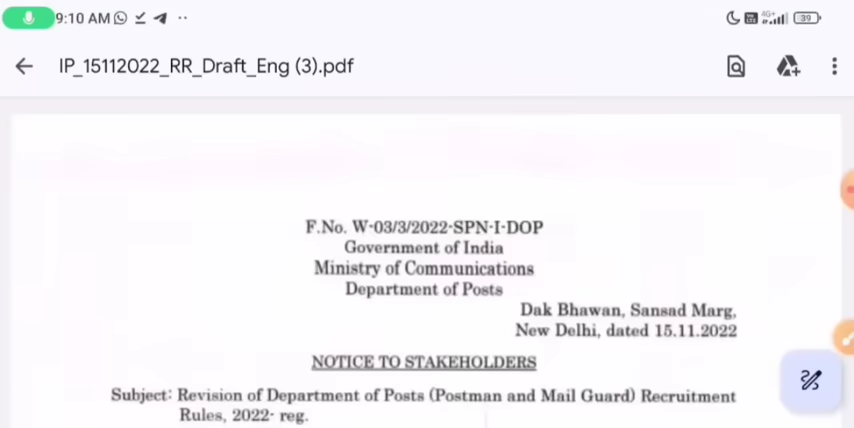 9:10 AM
4G+
39
IP_15112022_RR_Draft_Eng (3).pdf
F.No. W-03/3/2022-SPN-I-DOP
Government of India
Ministry of Communications
Department of Posts
Dak Bhawan, Sansad Marg,
New Delhi, dated 15.11.2022
NOTICE TO STAKEHOLDERS
Subject: Revision of Department of Posts (Postman and Mail Guard) Recruitment
Rules, 2022- reg.